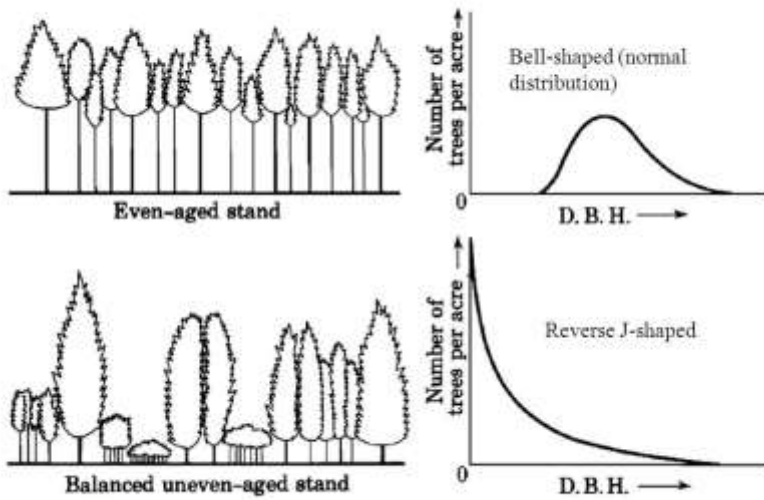 Number of
trees per acre
Bell-shaped (normal
distribution)
0
D. B. H.
Even-aged stand
Number of
trees per acre
Reverse J-shaped
0
D. B. H.
Balanced uneven-aged stand